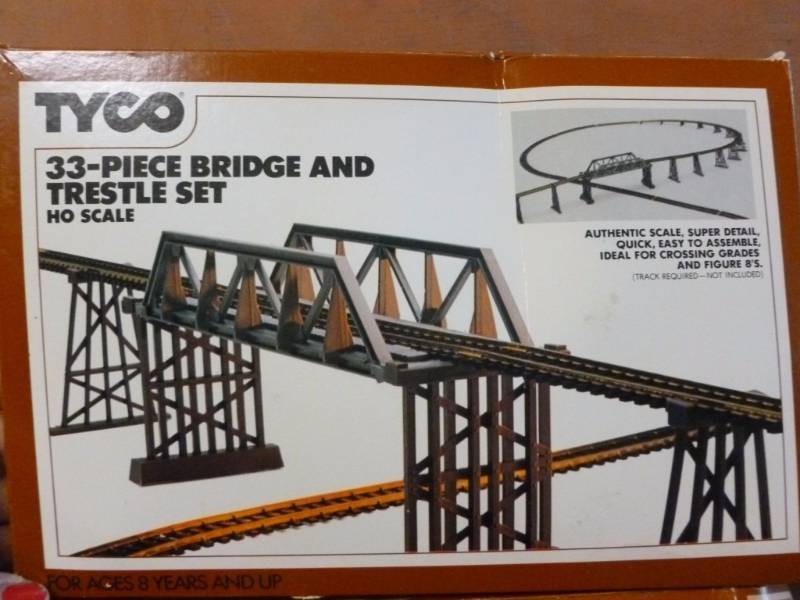 TYCO
33-PIECE BRIDGE AND
TRESTLE SET
HO SCALE
AUTHENTIC SCALE, SUPER DETAIL,
QUICK, EASY TO ASSEMBLE,
IDEAL FOR CROSSING GRADES
AND FIGURE 8'S.
(TRACK REQUIRED—NOT INCLUDED)
FOR AGES 8 YEARS AND UP